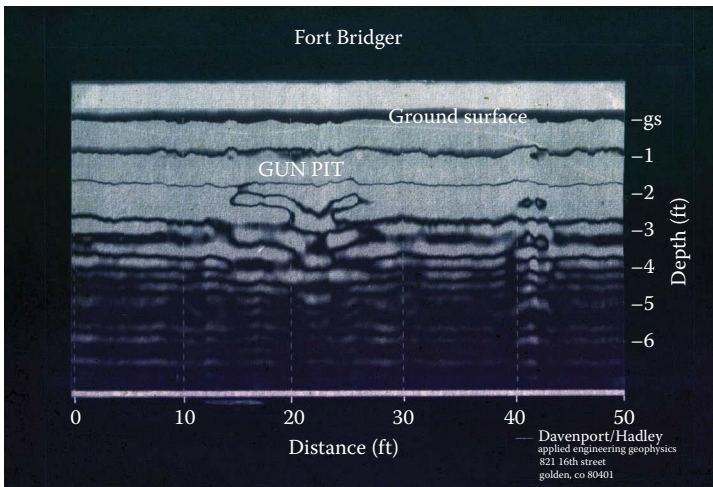 Fort Bridger
Ground surface
GUN PIT
–gs
–1
–2
–3
–4
–5
–6
Depth (ft)
0
10
20
30
40
50
Distance (ft)
Davenport/Hadley
applied engineering geophysics
821 16th street
golden, co 80401